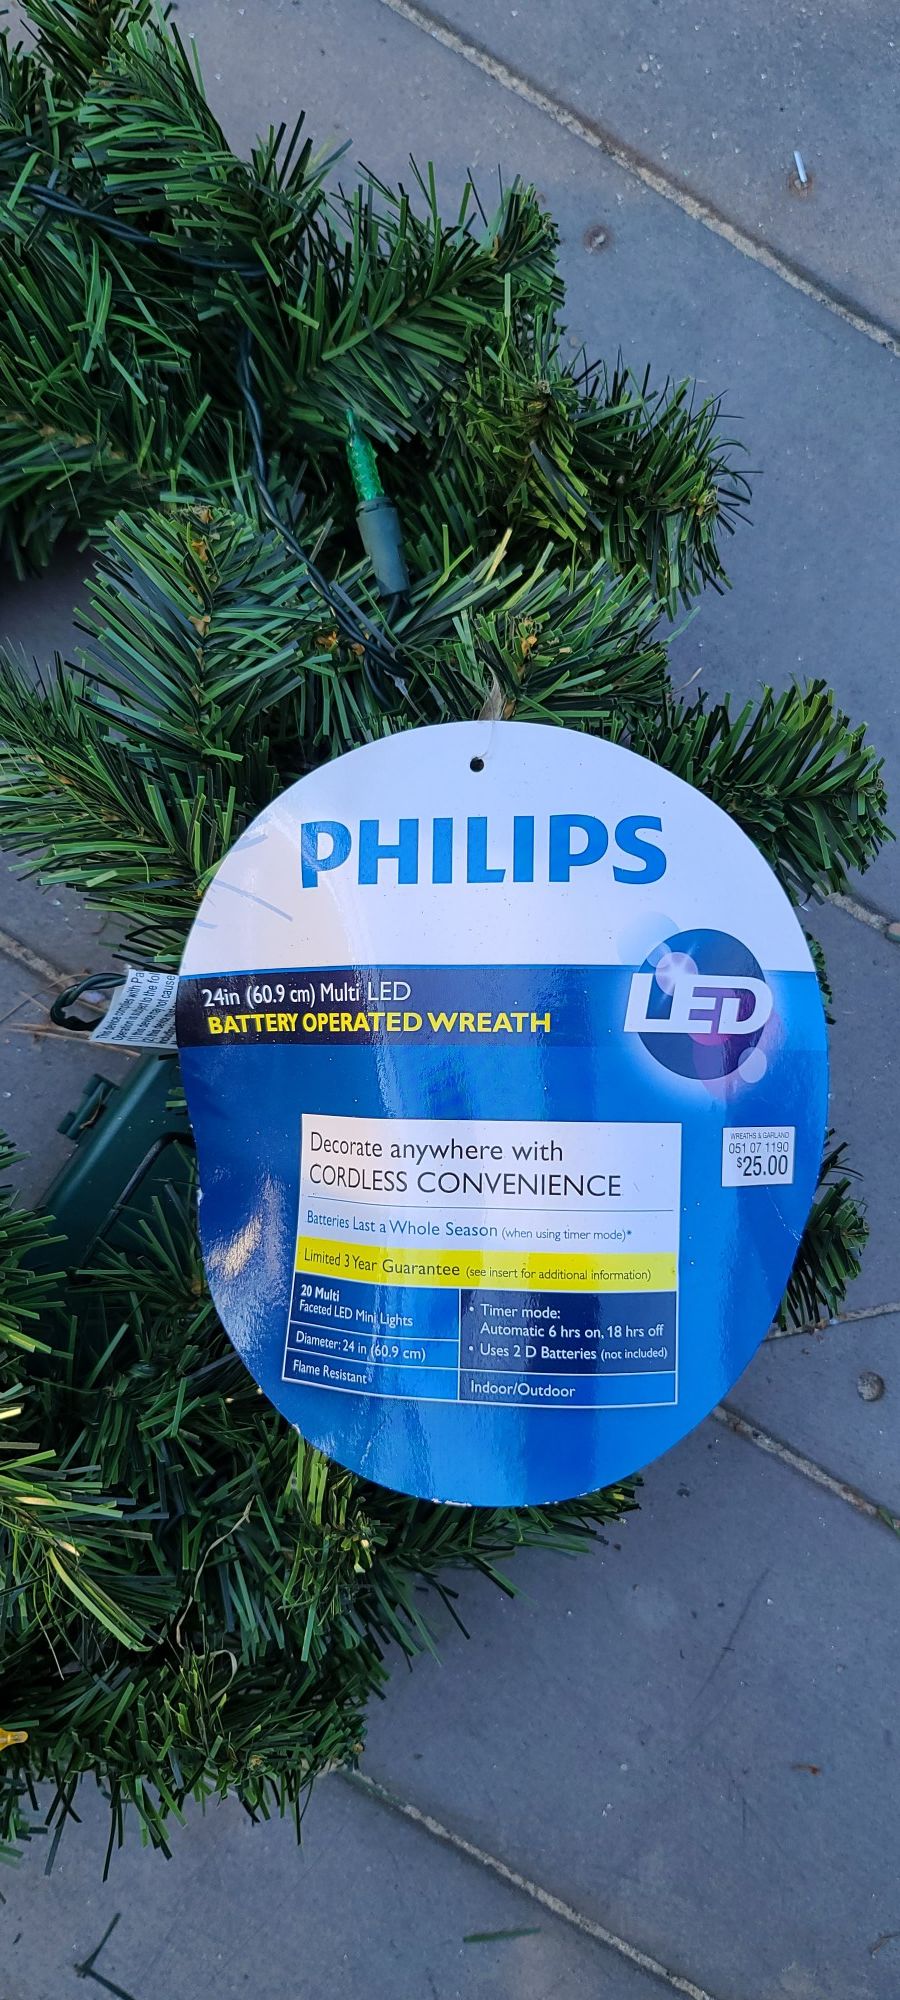 PHILIPS
24in (60.9 cm) Multi LED
BATTERY OPERATED WREATH
LED
Decorate anywhere with
CORDLESS CONVENIENCE
WREATHS & GARLAND
051 07 1190
$25.00
Batteries Last a Whole Season (when using timer mode)*
Limited 3 Year Guarantee (see insert for additional information)
20 Multi
Faceted LED Mini Lights
Diameter: 24 in (60.9 cm)
Flame Resistant
• Timer mode:
Automatic 6 hrs on, 18 hrs off
• Uses 2 D Batteries (not included)
Indoor/Outdoor